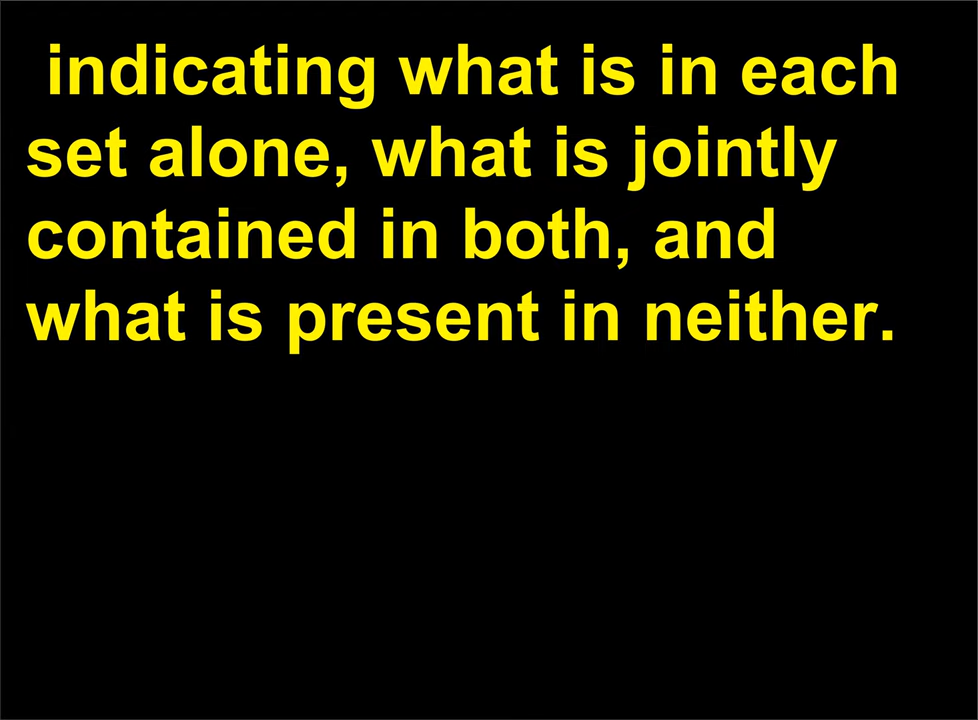 indicating what is in each
set alone, what is jointly
contained in both, and
what is present in neither.